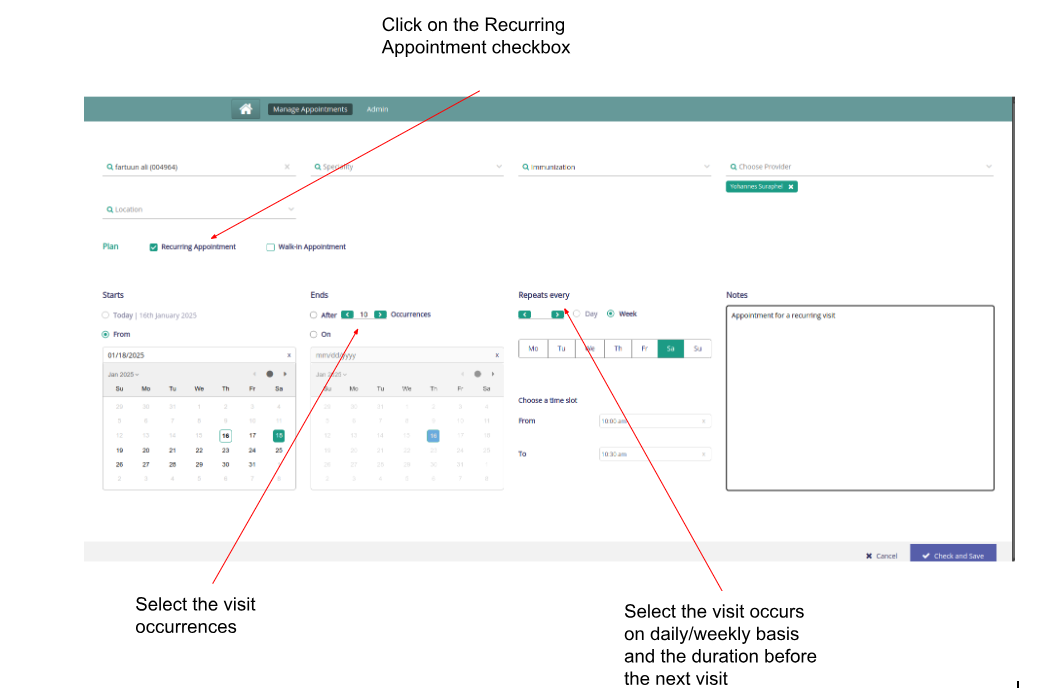 Click on the Recurring
Appointment checkbox
Manage Appointments Admin
fartuun ali (004964) x Speciality Immunization Choose Provider
Yohannes Suraphel x
Location
Plan Recurring Appointment Walk-in Appointment
Starts Ends Repeats every Notes
Today | 16th January 2025 After 10 Occurrences Day Week Appointment for a recurring visit
From On
01/18/2025 x mm/dd/yyyy x Mo Tu We Th Fr Sa Su
Jan 2025 Jan 2025
Su Mo Tu We Th Fr Sa Su Mo Tu We Th Fr Sa
Choose a time slot
29 30 31 1 2 3 4 29 30 31 1 2 3 4
5 6 7 8 9 10 11 5 6 7 8 9 10 11
From 10:00 am x
12 13 14 15 16 17 18 12 13 14 15 16 17 18
19 20 21 22 23 24 25 19 20 21 22 23 24 25
To 10:30 am x
26 27 28 29 30 31 1 26 27 28 29 30 31 1
2 3 4 5 6 7 8 2 3 4 5 6 7 8
Cancel Check and Save
Select the visit
occurrences
Select the visit occurs
on daily/weekly basis
and the duration before
the next visit